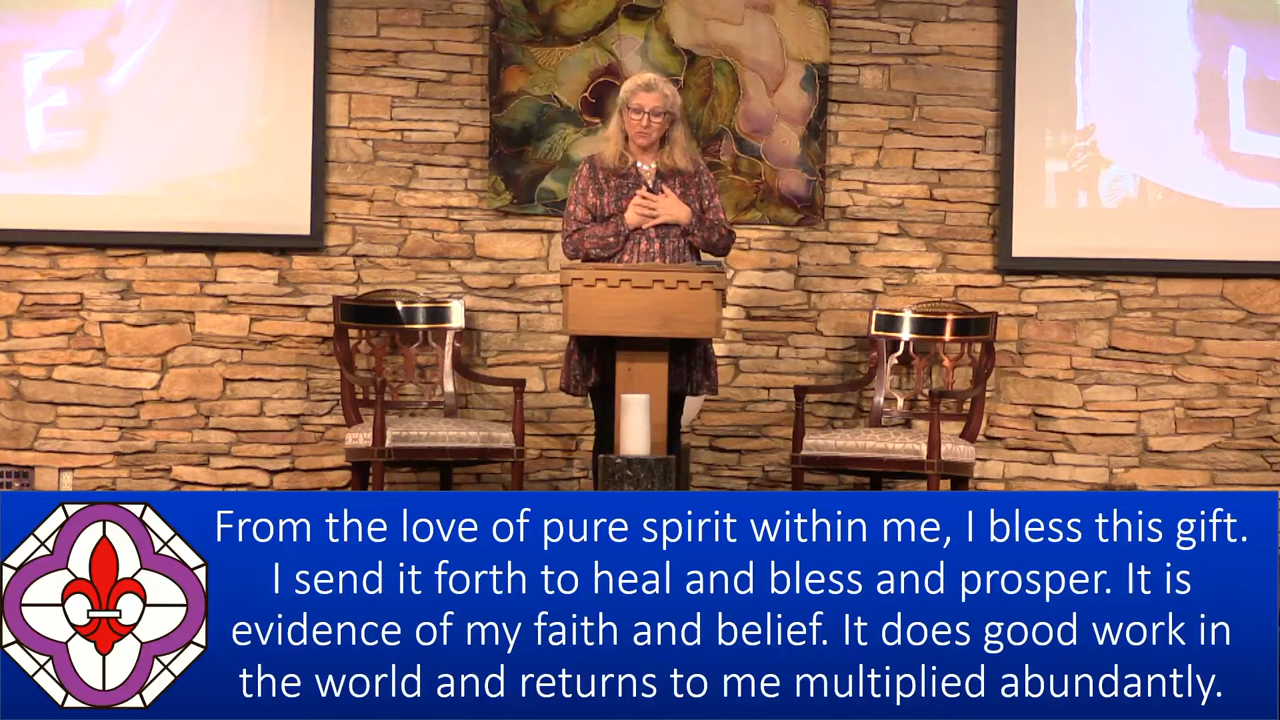 From the love of pure spirit within me, I bless this gift.
I send it forth to heal and bless and prosper. It is
evidence of my faith and belief. It does good work in
the world and returns to me multiplied abundantly.